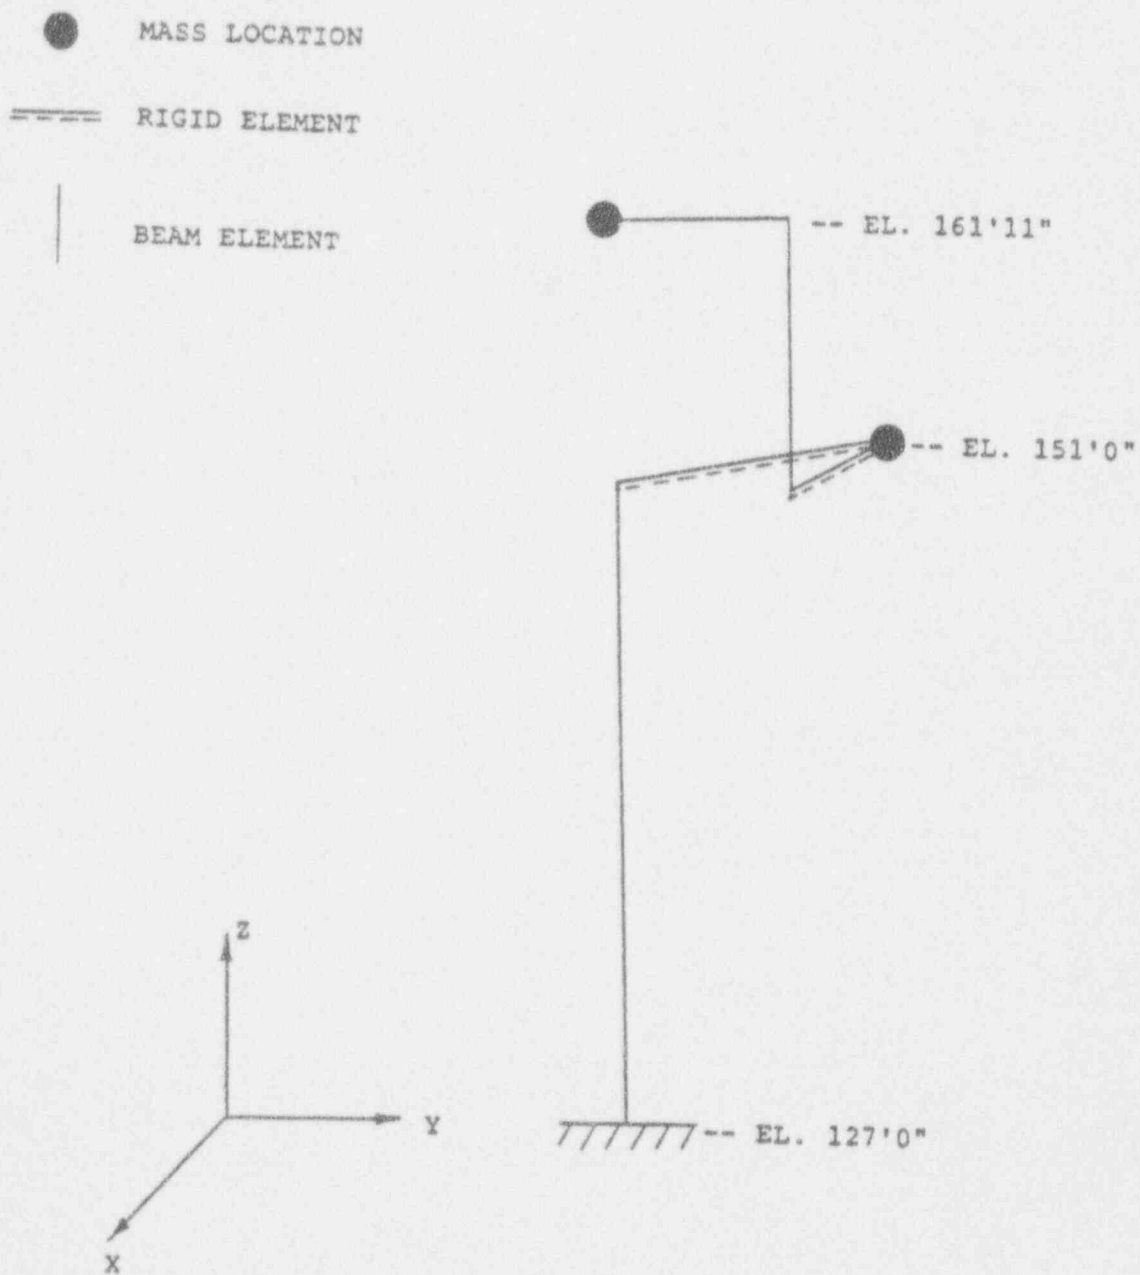 MASS LOCATION
RIGID ELEMENT
BEAM ELEMENT
-- EL. 161'11"
-- EL. 151'0"
Z
Y
-- EL. 127'0"
X